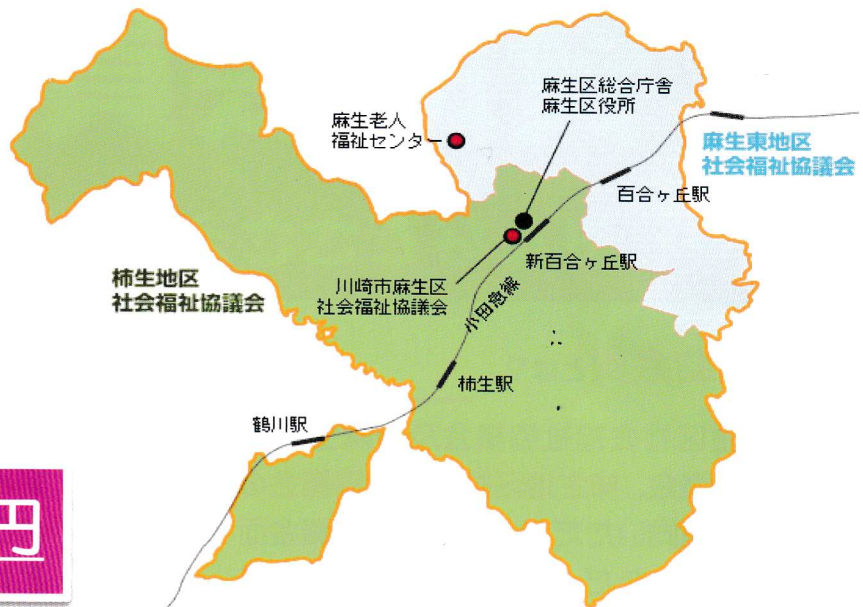 麻生区総合庁舎
麻生区役所
麻生老人
福祉センター
麻生東地区
社会福祉協議会
百合ヶ丘駅
新百合ヶ丘駅
川崎市麻生区
社会福祉協議会
柿生地区
社会福祉協議会
小田急線
柿生駅
鶴川駅
円